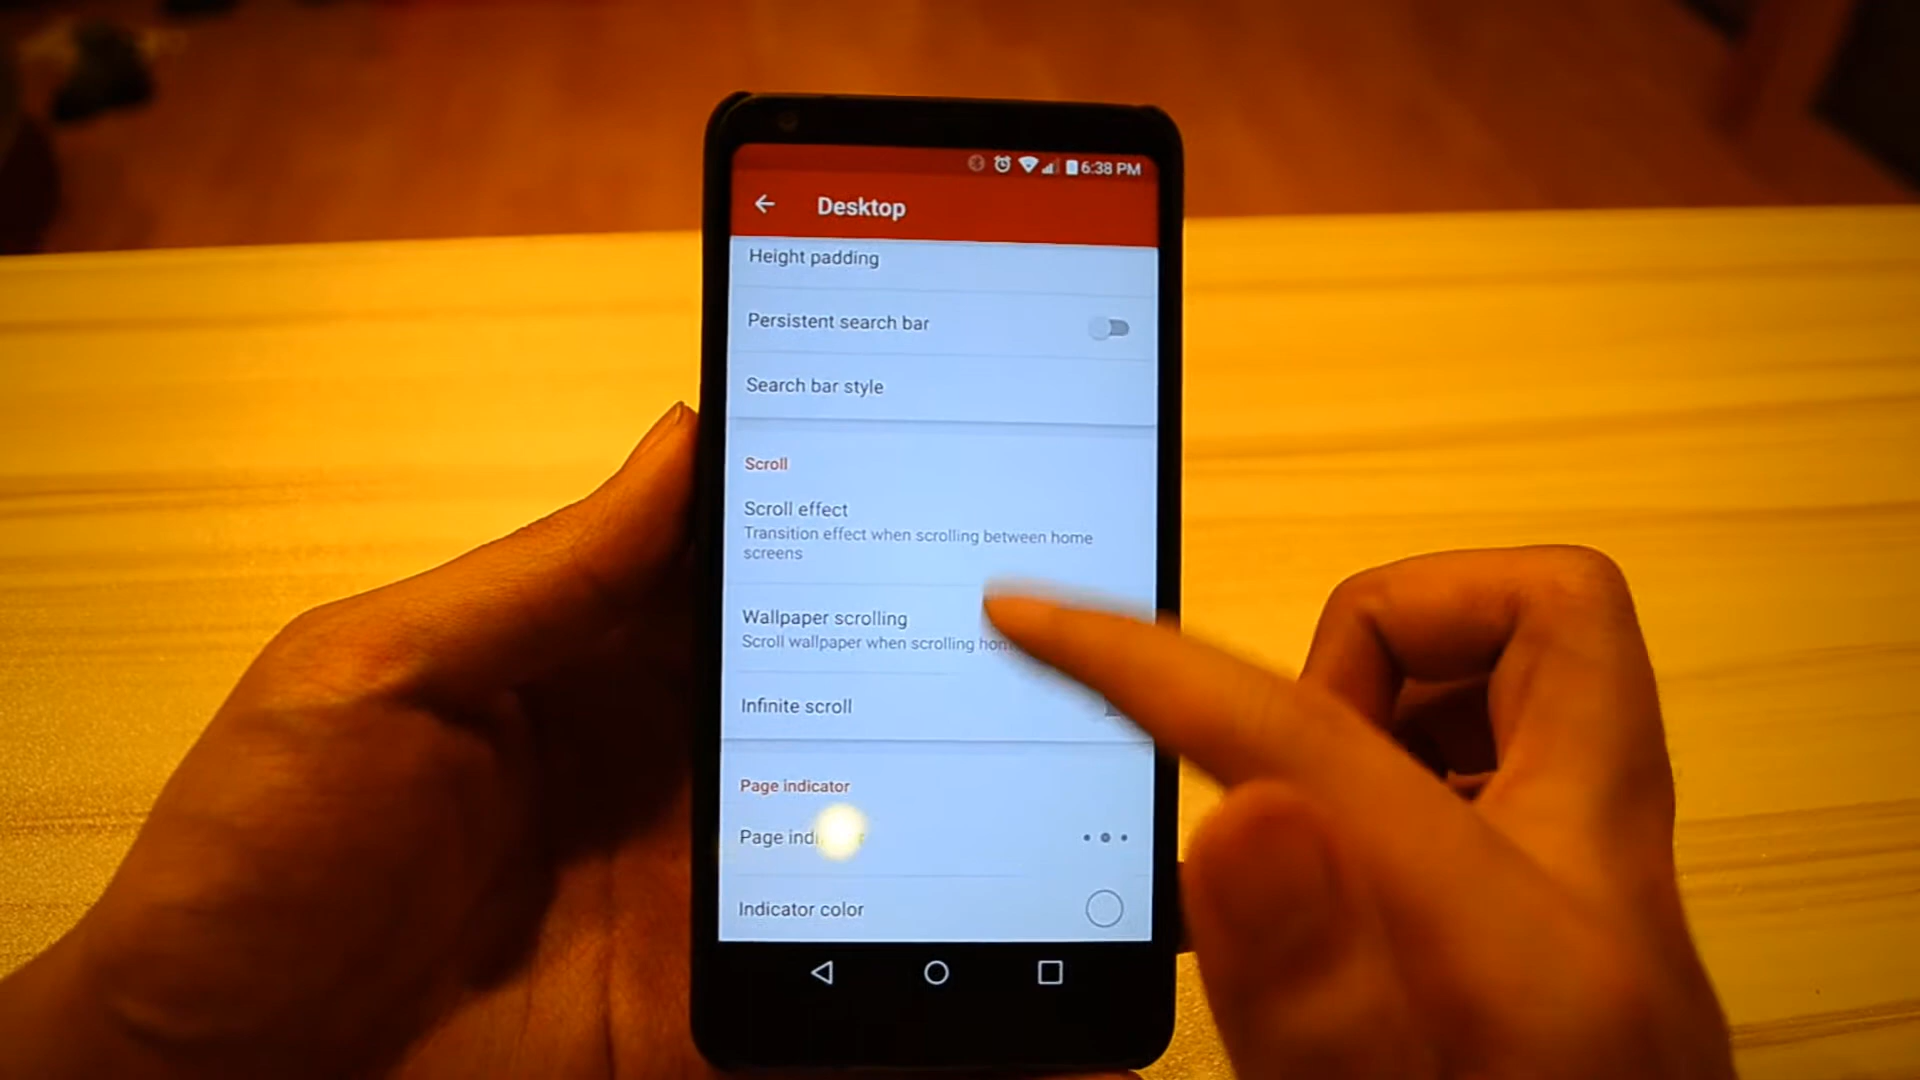 6:38 PM
Desktop
Height padding
Persistent search bar
Search bar style
Scroll
Scroll effect
Transition effect when scrolling between home
screens
Wallpaper scrolling
Scroll wallpaper when scrolling
Infinite scroll
Page indicator
Page
Indicator color